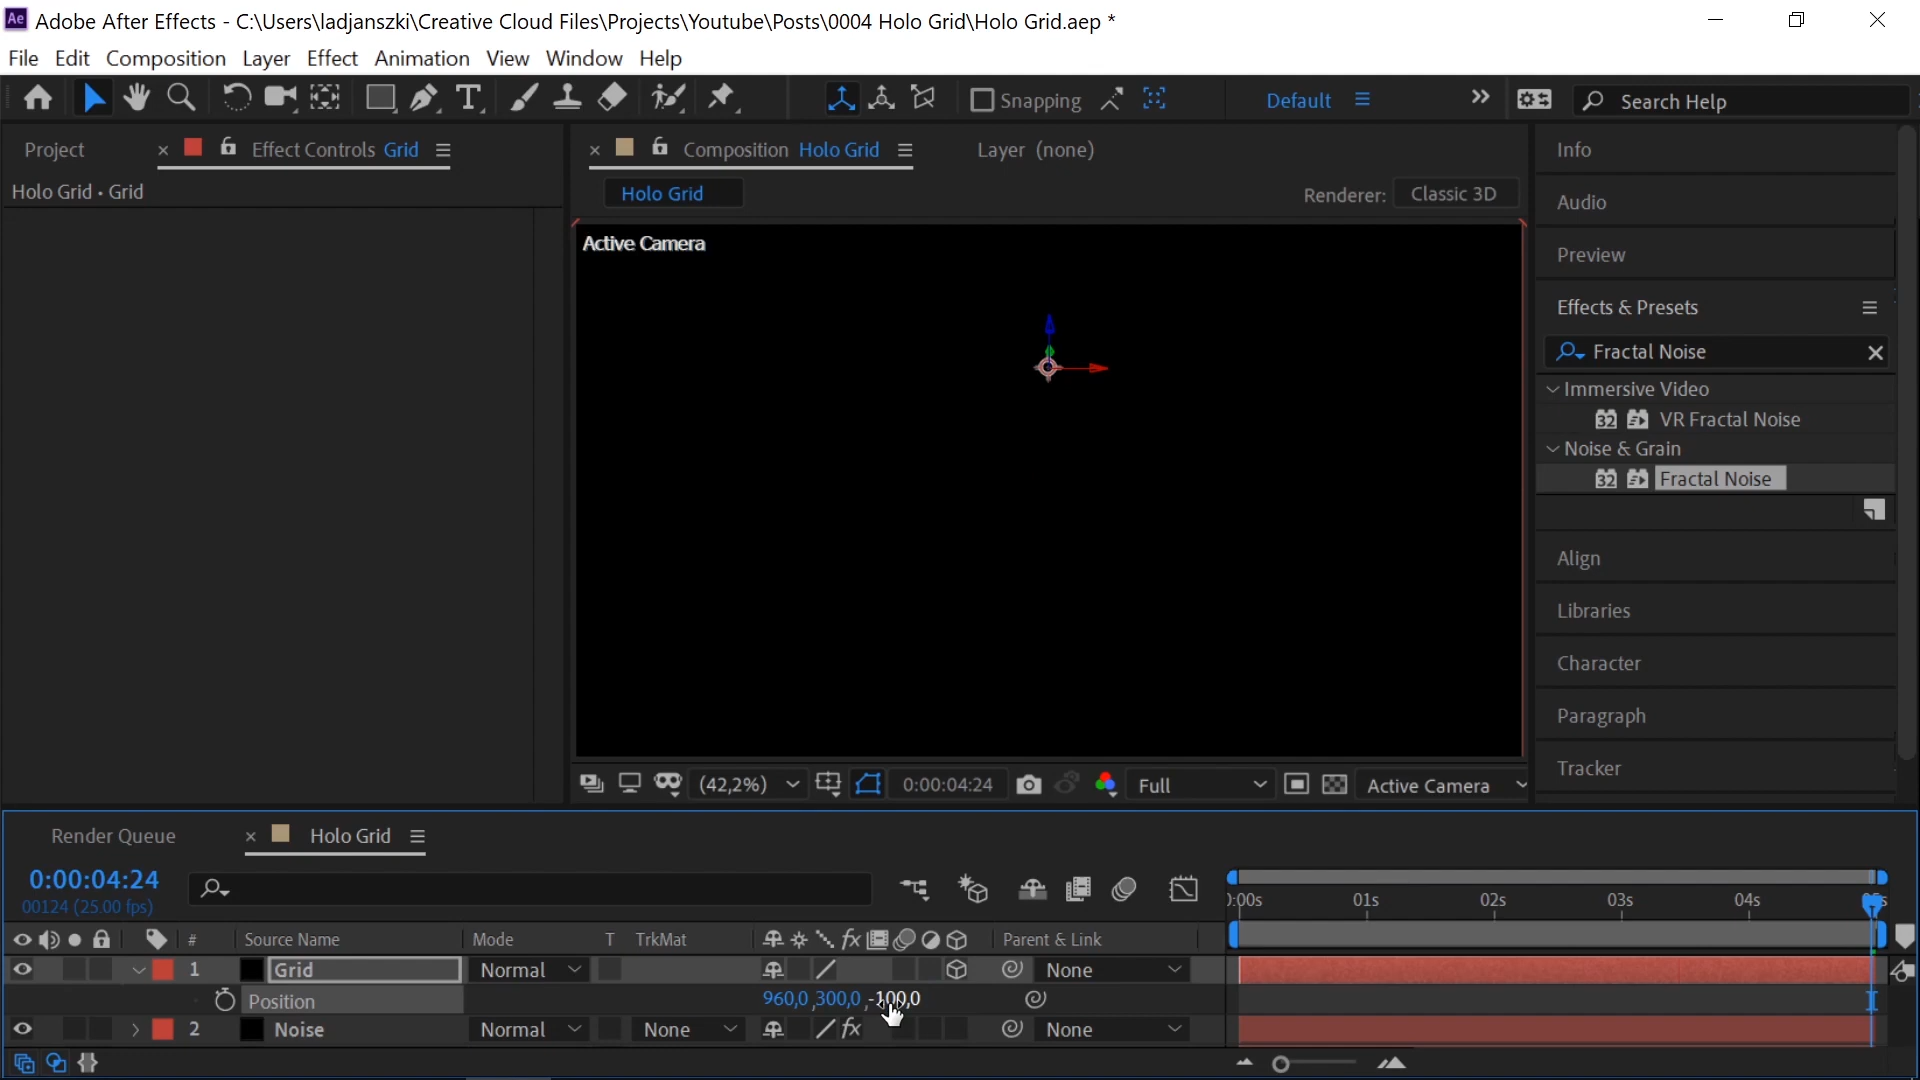 Ae Adobe After Effects - C:\Users\ladjanszki\Creative Cloud Files\Projects\Youtube\Posts\0004 Holo Grid\Holo Grid.aep *
File Edit Composition Layer Effect Animation View Window Help
Snapping Default Search Help
Project Effect Controls Grid Composition Holo Grid Layer (none) Info
Holo Grid • Grid Holo Grid Renderer: Classic 3D
Audio
Active Camera
Preview
Effects & Presets
Fractal Noise
Immersive Video
32 VR Fractal Noise
Noise & Grain
32 Fractal Noise
Align
Libraries
Character
Paragraph
Tracker
(42,2%) 0:00:04:24 Full Active Camera
Render Queue Holo Grid
0:00:04:24
00124 (25.00 fps)
01s 02s 03s 04s
# Source Name Mode T TrkMat fx Parent & Link
1 Grid Normal None
Position 960,0 ,300,0 ,-100,0
2 Noise Normal None fx None